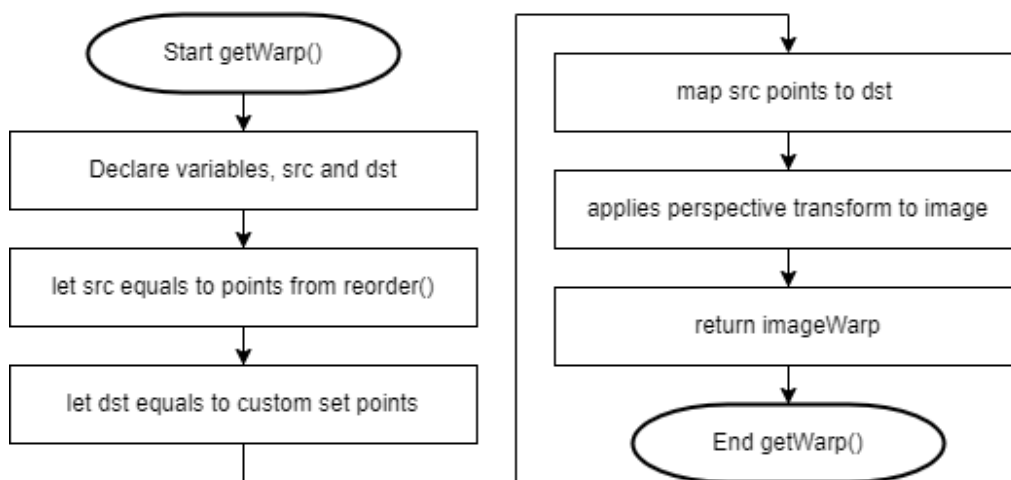 Start getWarp()
Declare variables, src and dst
let src equals to points from reorder()
let dst equals to custom set points
map src points to dst
applies perspective transform to image
return imageWarp
End getWarp()